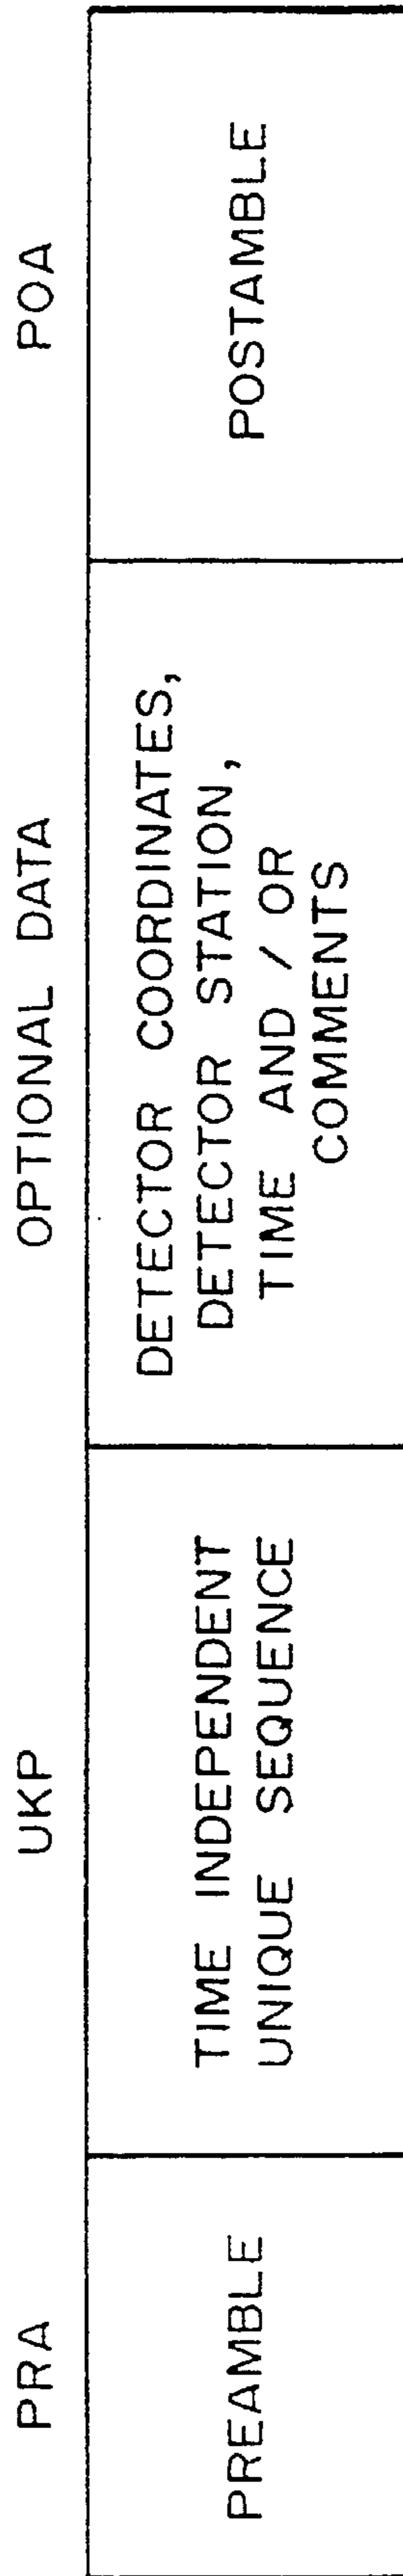 PRA
UKP
OPTIONAL DATA
POA
PREAMBLE
TIME INDEPENDENT
UNIQUE SEQUENCE
DETECTOR COORDINATES,
DETECTOR STATION,
TIME AND / OR
COMMENTS
POSTAMBLE